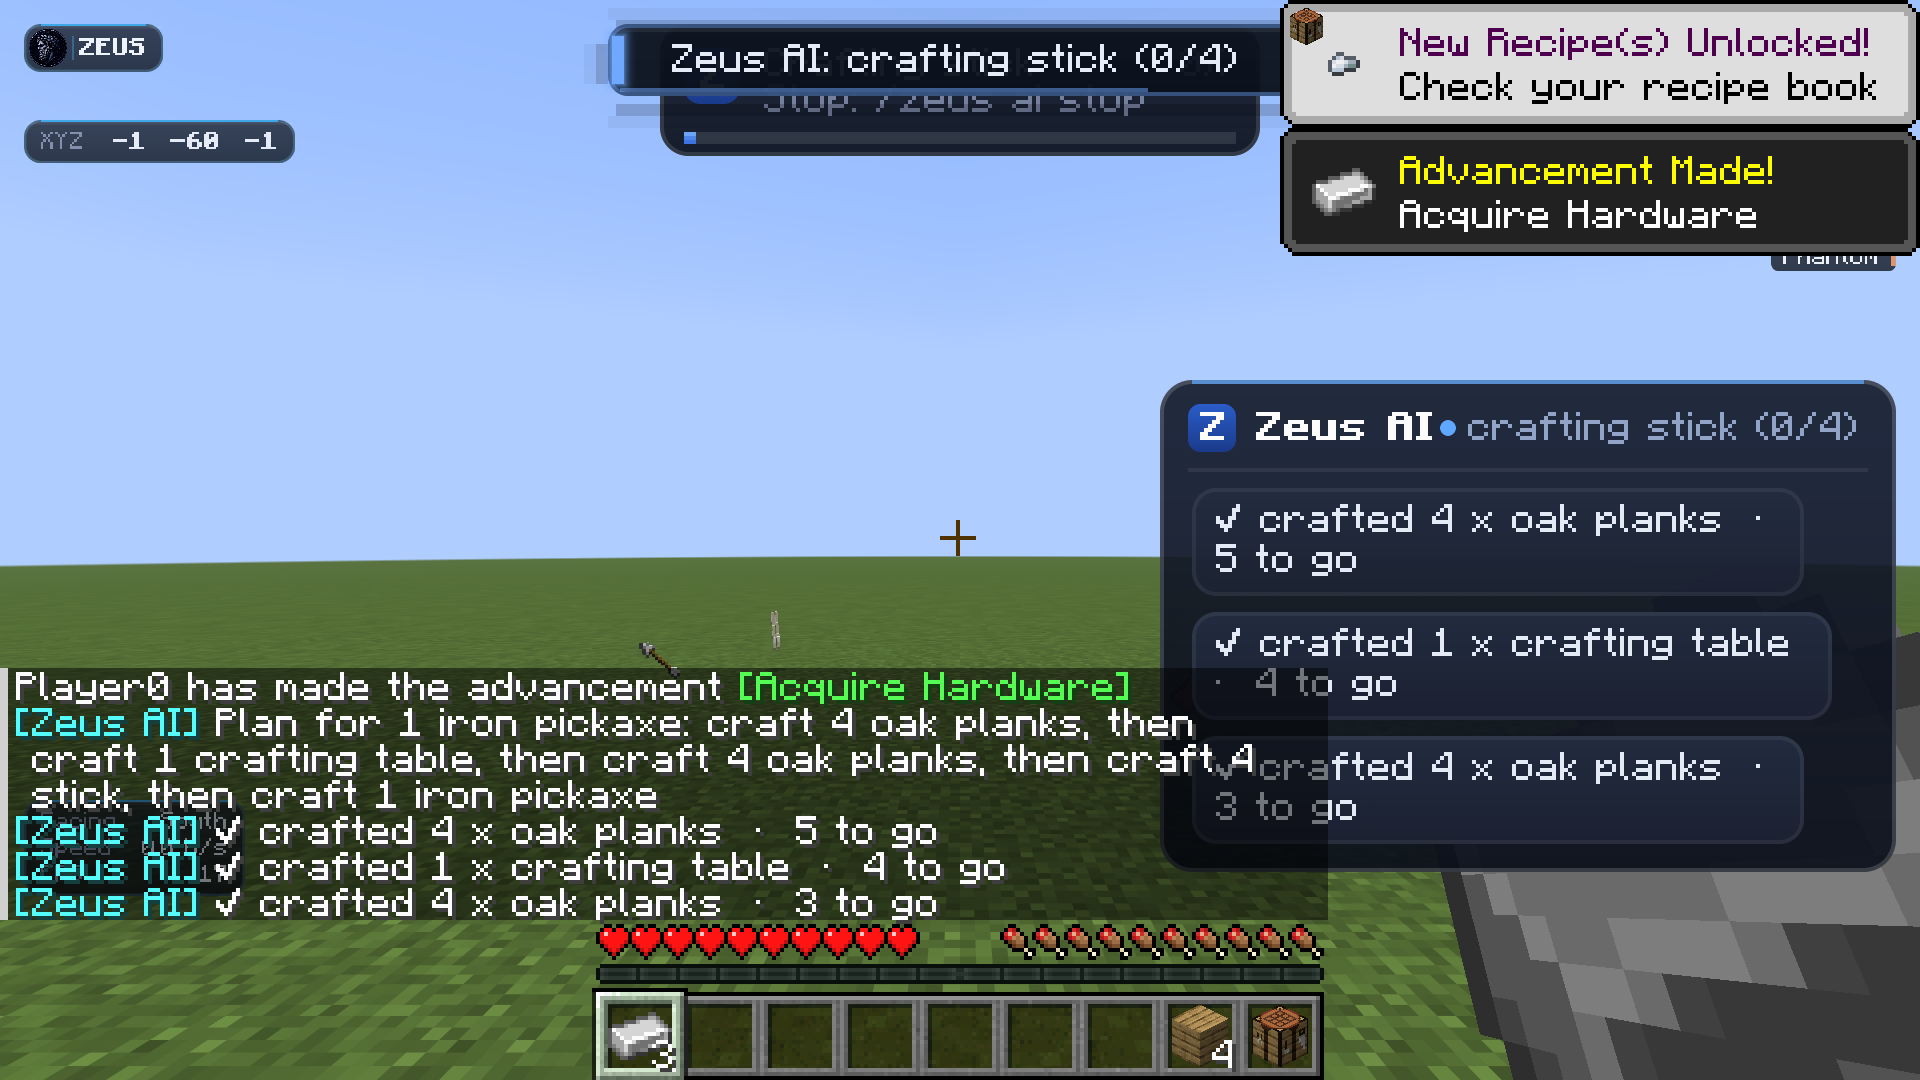 ZEUS
XYZ -1 -60 -1
Zeus AI: crafting stick (0/4)
Stop: /zeus ai stop
New Recipe(s) Unlocked!
Check your recipe book
Advancement Made!
Acquire Hardware
Phantom
Z Zeus AI • crafting stick (0/4)
✓ crafted 4 x oak planks ·
5 to go
✓ crafted 1 x crafting table
· 4 to go
✓ crafted 4 x oak planks ·
3 to go
Player0 has made the advancement [Acquire Hardware]
[Zeus AI] Plan for 1 iron pickaxe: craft 4 oak planks, then
craft 1 crafting table, then craft 4 oak planks, then craft 4
stick, then craft 1 iron pickaxe
[Zeus AI] ✓ crafted 4 x oak planks · 5 to go
[Zeus AI] ✓ crafted 1 x crafting table · 4 to go
[Zeus AI] ✓ crafted 4 x oak planks · 3 to go
3
4